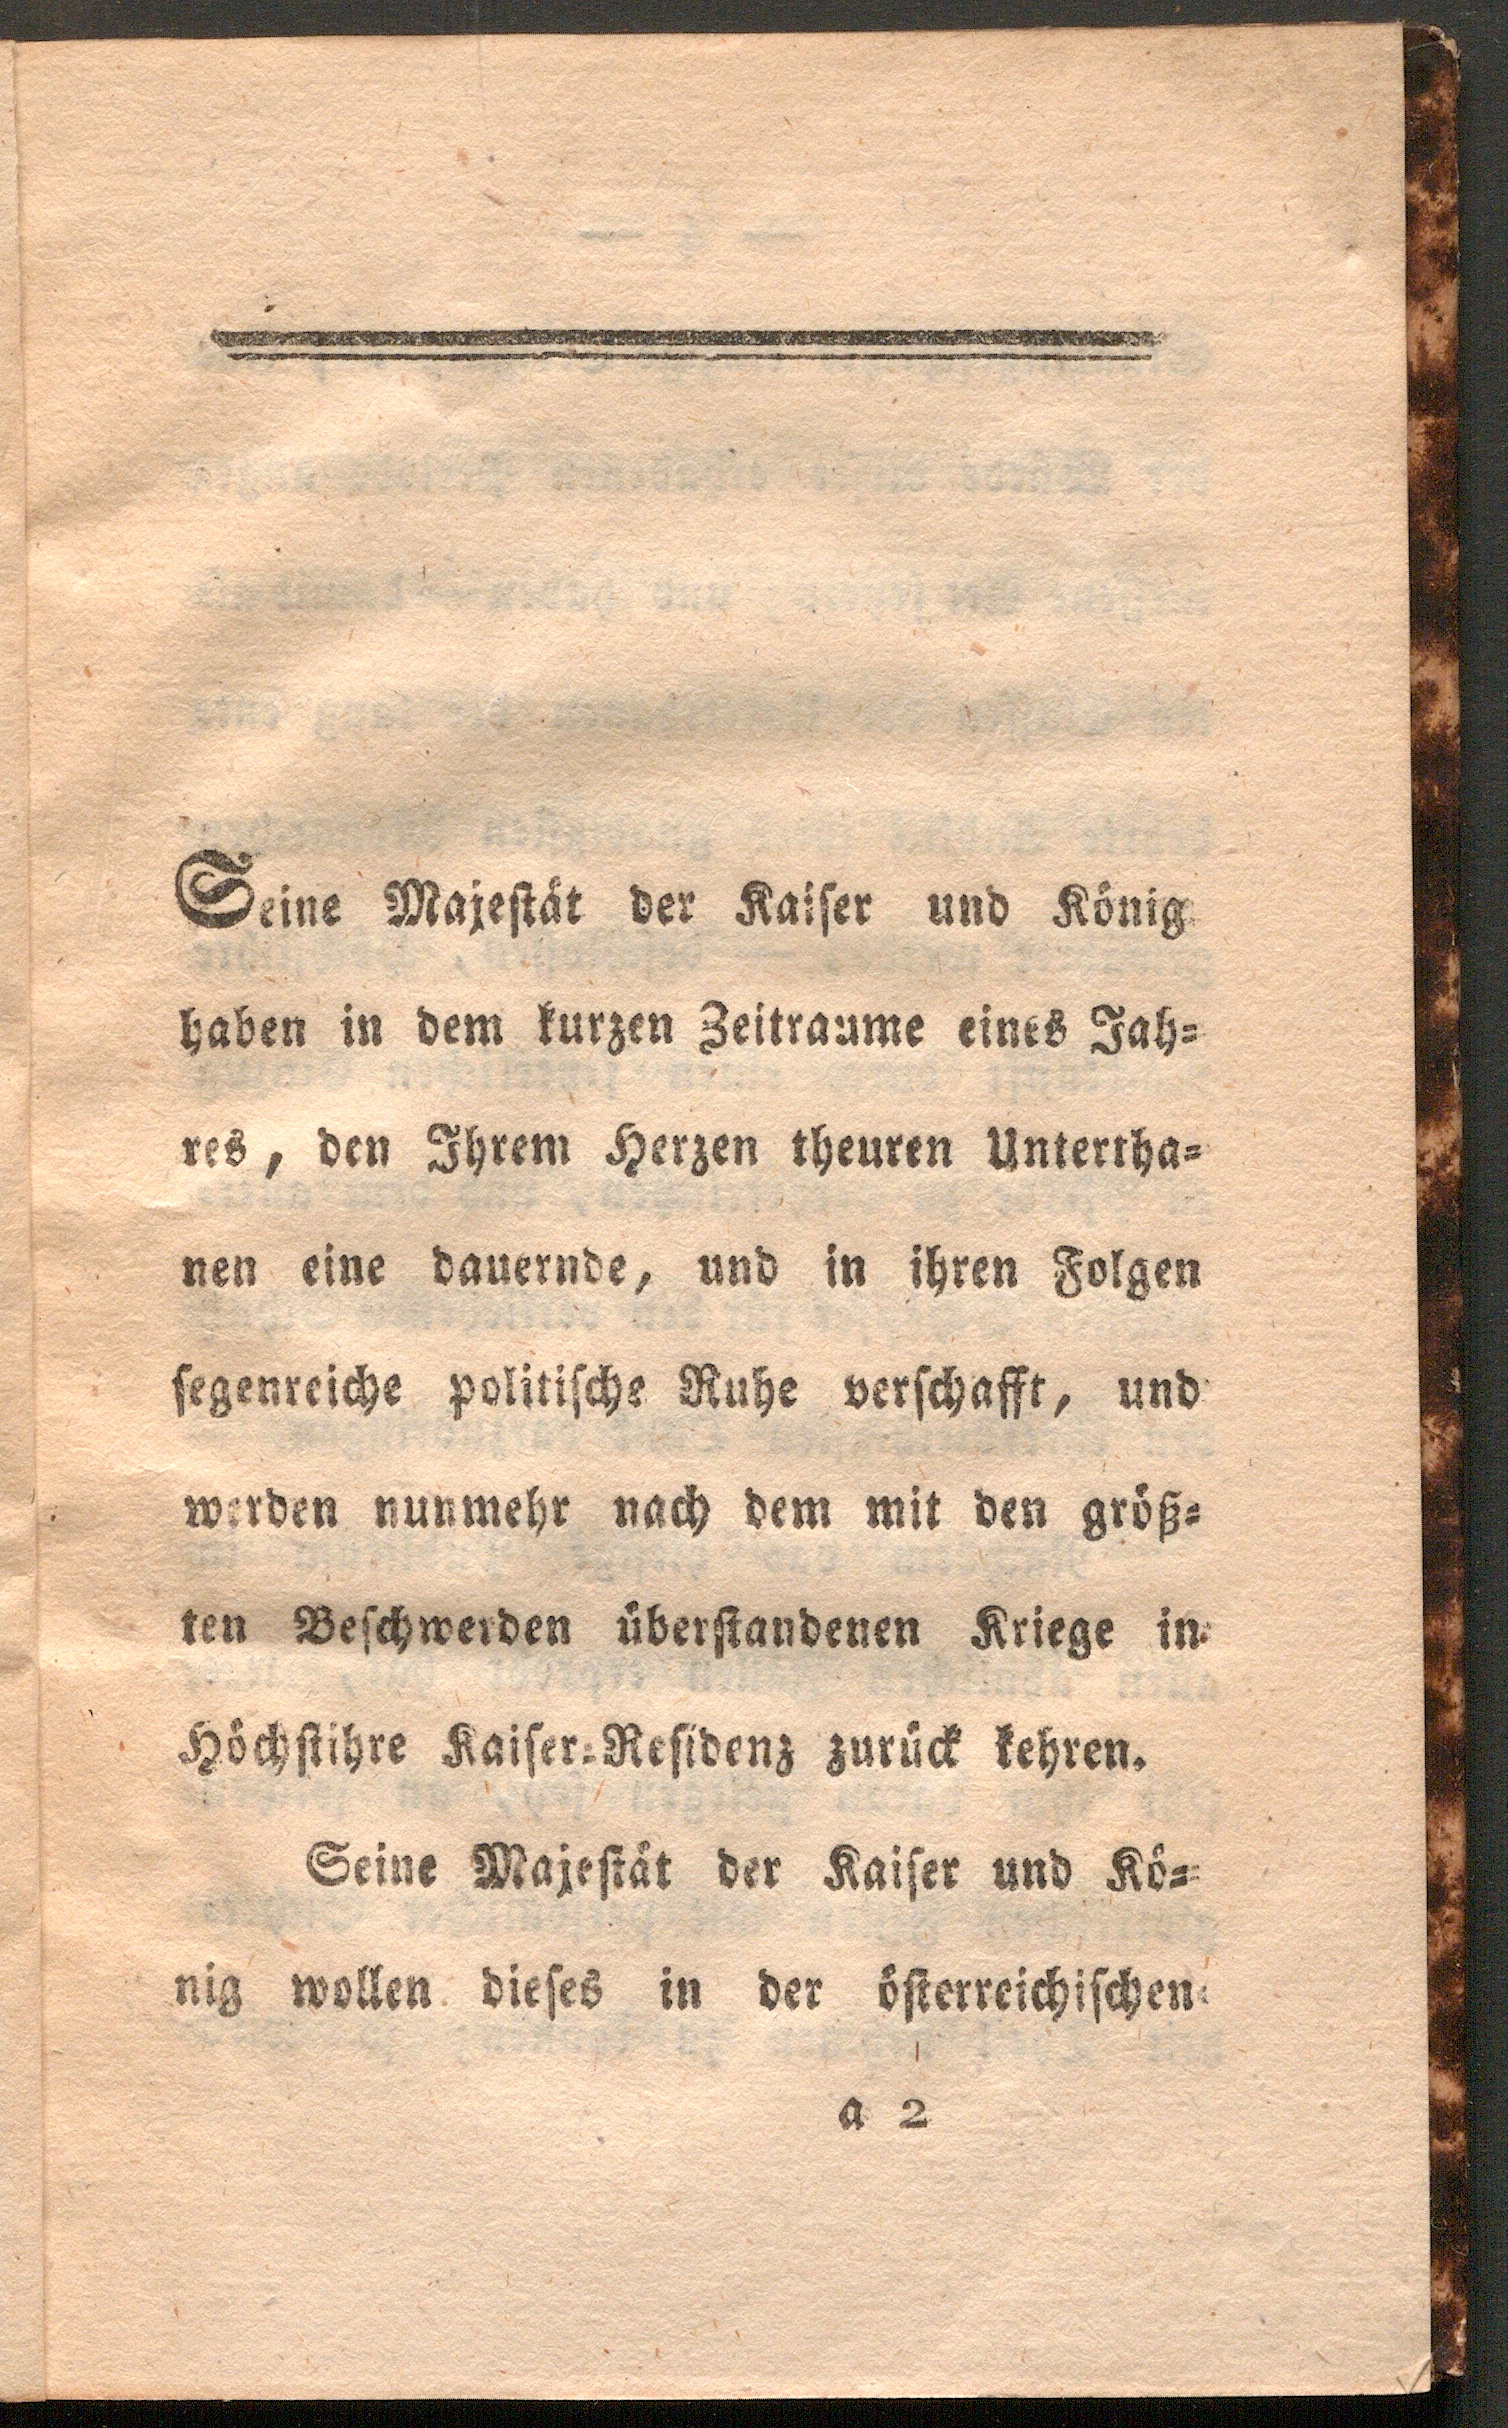 Seine Majestät der Kaiser und König
haben in dem kurzen Zeitraume eines Jah⸗
res, den Ihrem Herzen theuren Untertha⸗
nen eine dauernde, und in ihren Folgen
segenreiche politische Ruhe verschafft, und
werden nunmehr nach dem mit den größ⸗
ten Beschwerden überstandenen Kriege in
Höchstihre Kaiser⸗Residenz zurück kehren.
Seine Majestät der Kaiser und Kö⸗
nig wollen dieses in der österreichischen
a 2